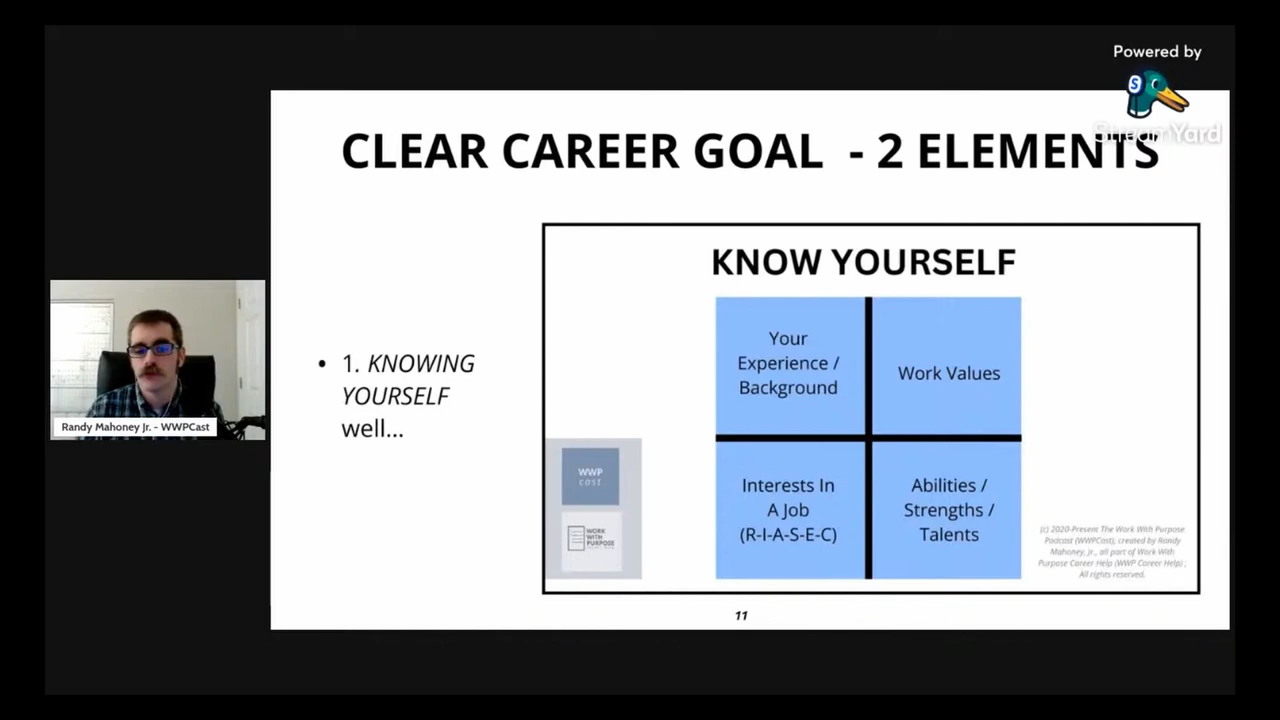 Powered by
StreamYard
CLEAR CAREER GOAL - 2 ELEMENTS
• 1. KNOWING
YOURSELF
well...
KNOW YOURSELF
Your
Experience /
Background
Work Values
Interests In
A Job
(R-I-A-S-E-C)
Abilities /
Strengths /
Talents
WWP
cast
WORK
WITH
PURPOSE
(c) 2020-Present The Work With Purpose
Podcast (WWPCast), created by Randy
Mahoney, Jr., all part of Work With
Purpose Career Help (WWP Career Help) ;
All rights reserved.
11
Randy Mahoney Jr. - WWPCast